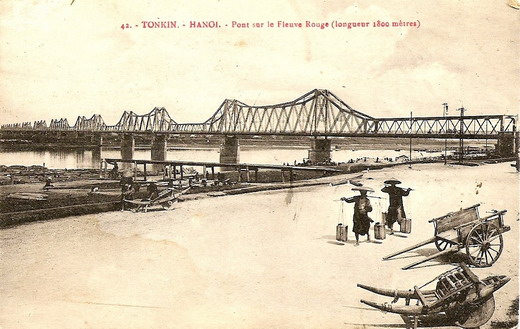 42. - TONKIN. - HANOI. - Pont sur le Fleuve Rouge (longueur 1800 mètres)